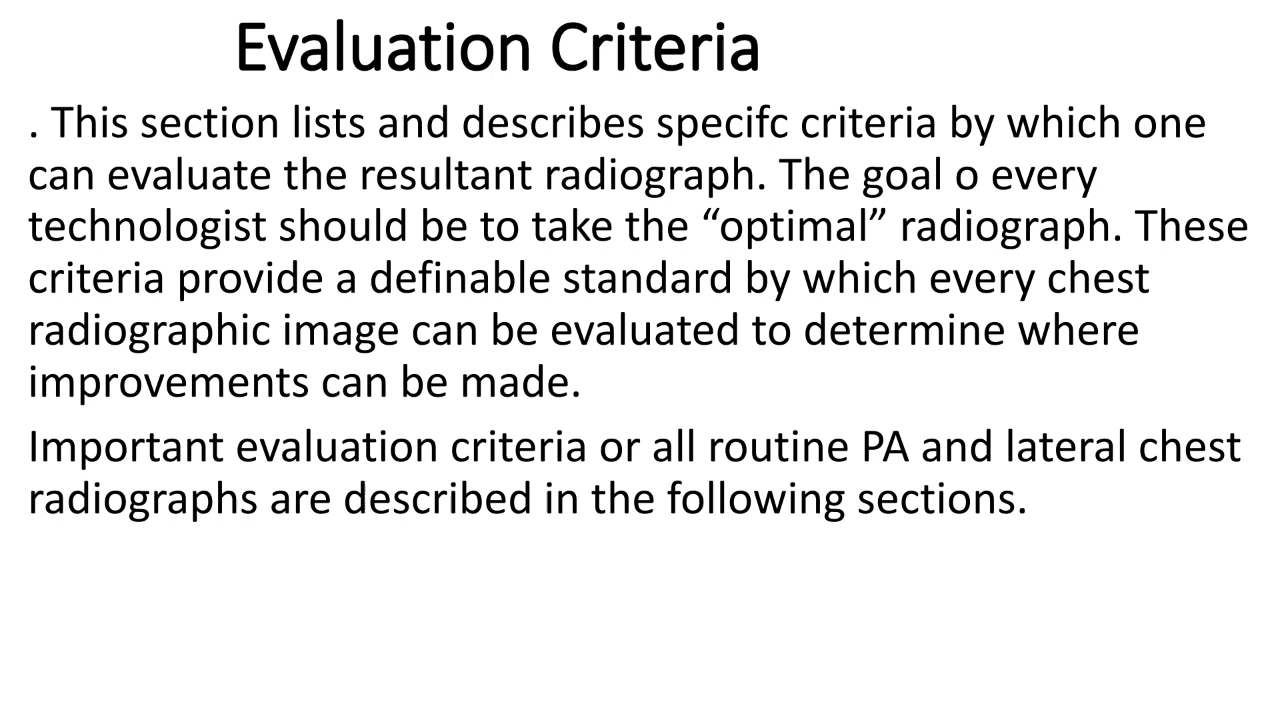 Evaluation Criteria
. This section lists and describes specifc criteria by which one
can evaluate the resultant radiograph. The goal o every
technologist should be to take the “optimal” radiograph. These
criteria provide a definable standard by which every chest
radiographic image can be evaluated to determine where
improvements can be made.
Important evaluation criteria or all routine PA and lateral chest
radiographs are described in the following sections.